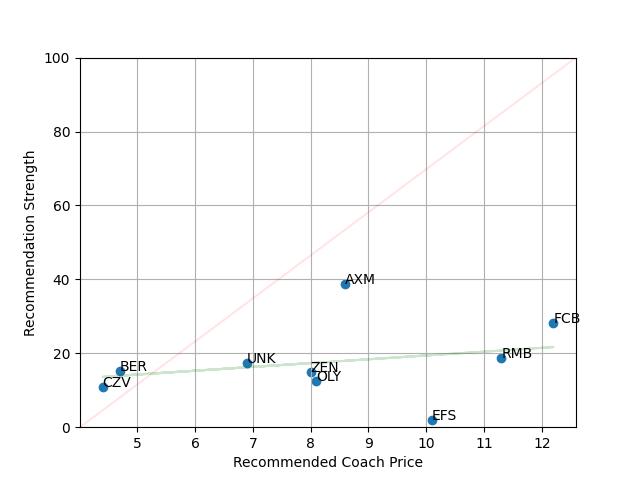 100
80
60
40
20
0
Recommendation Strength
AXM
FCB
UNK
RMB
BER
ZEN
OLY
CZV
EFS
5 6 7 8 9 10 11 12
Recommended Coach Price